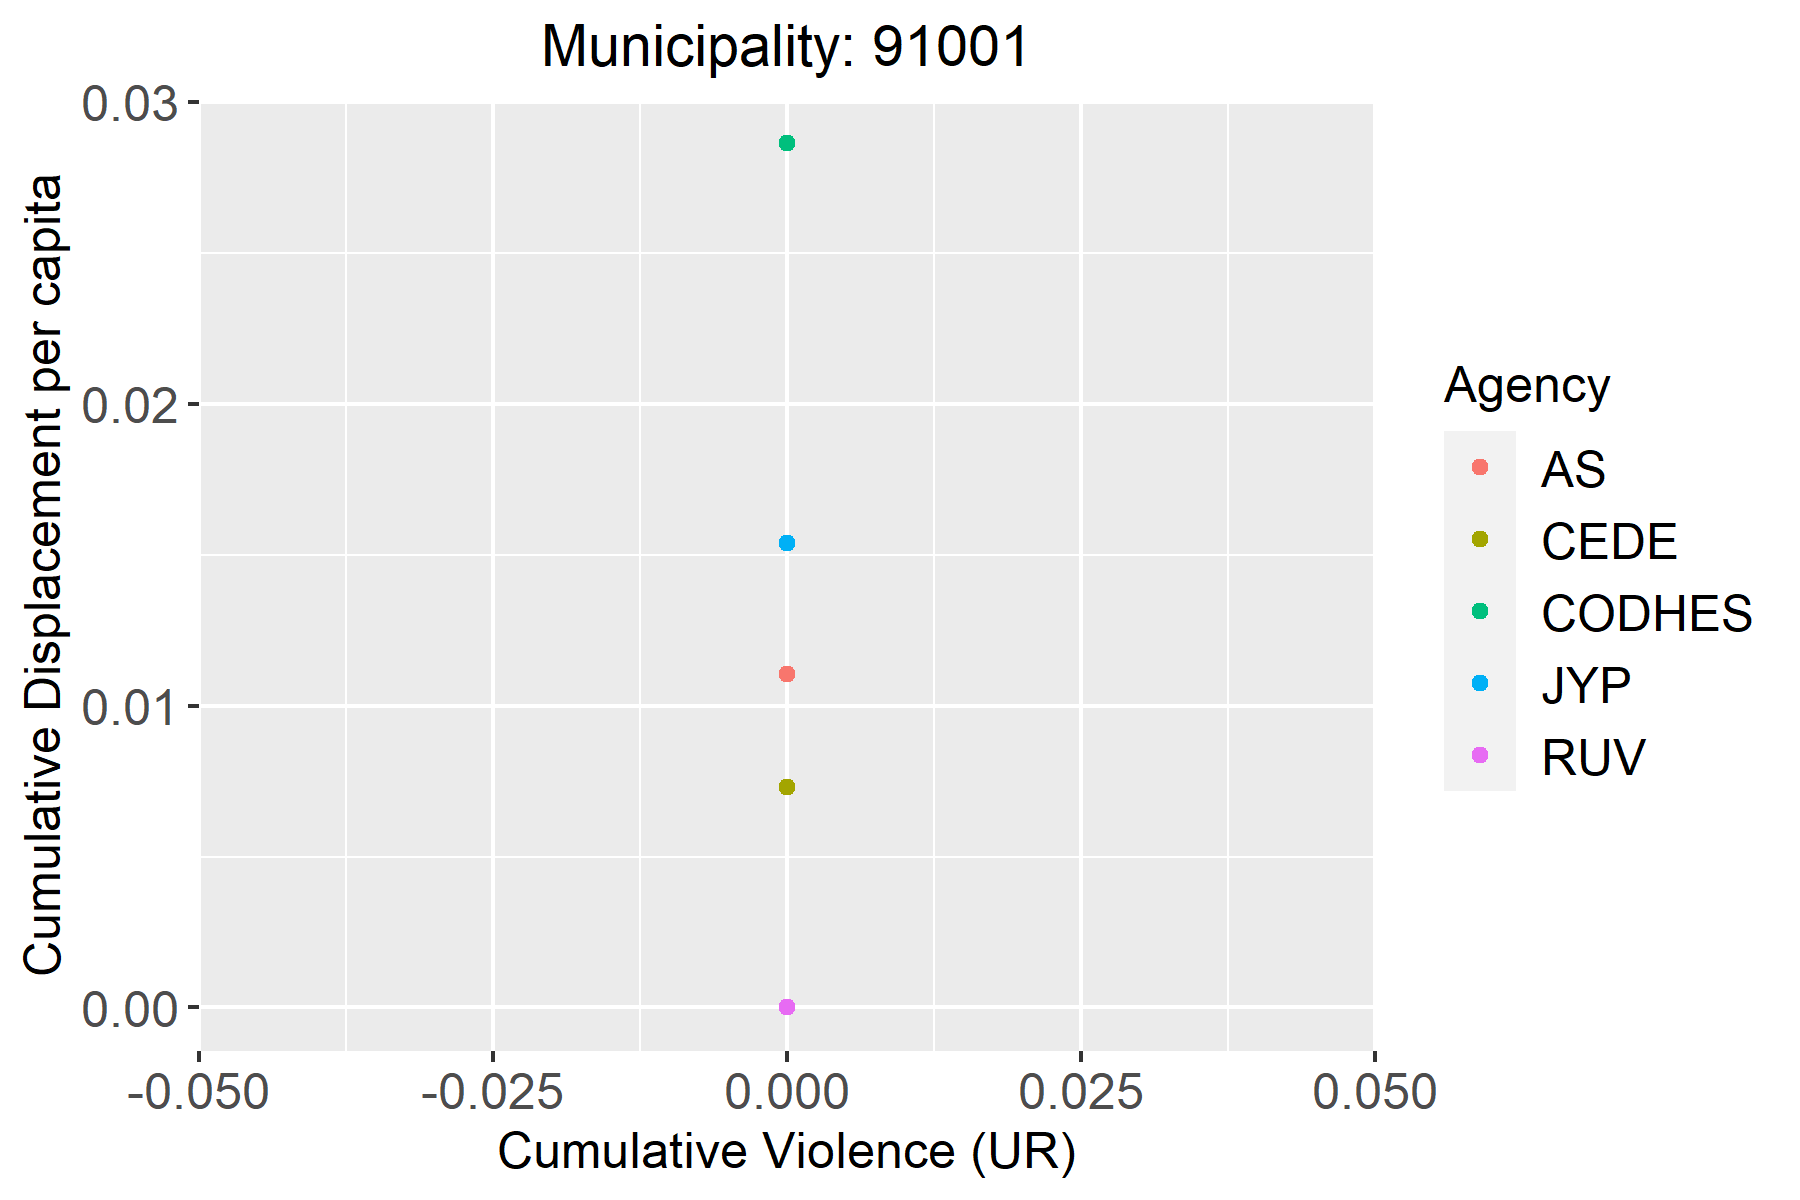 Municipality: 91001
Cumulative Displacement per capita
0.03
0.02
0.01
0.00
-0.050
-0.025
0.000
0.025
0.050
Cumulative Violence (UR)
Agency
AS
CEDE
CODHES
JYP
RUV